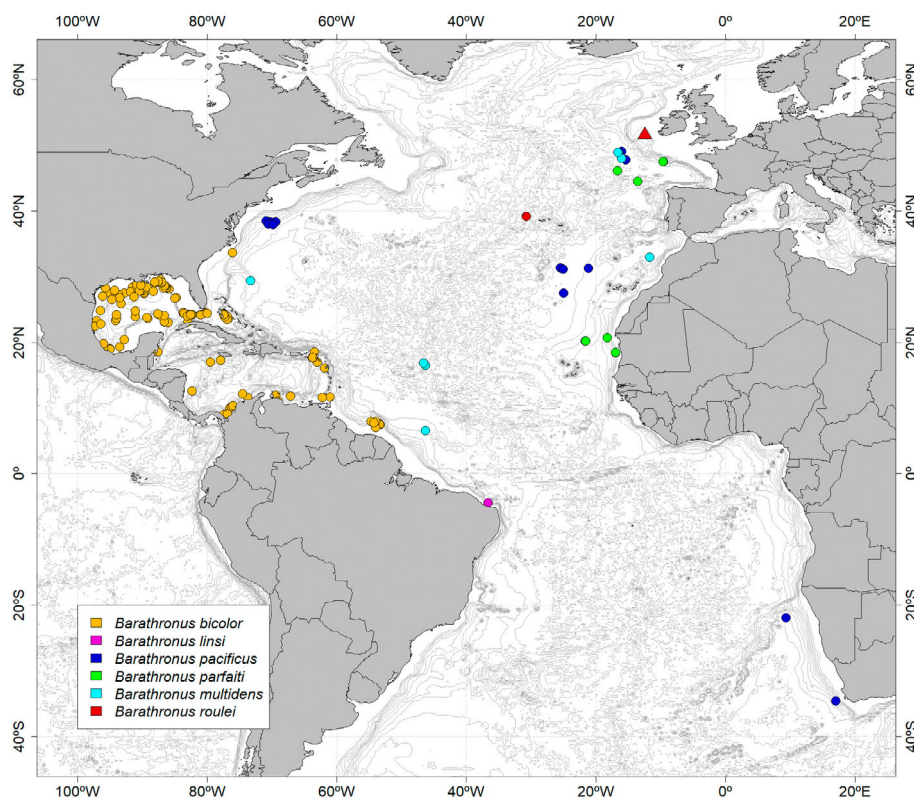 100ºW 80ºW 60ºW 40ºW 20ºW 0º 20ºE
60ºN 60ºN
40ºN 40ºN
20ºN 20ºN
0º 0º
20ºS 20ºS
40ºS 40ºS
Barathronus bicolor
Barathronus linsi
Barathronus pacificus
Barathronus parfaiti
Barathronus multidens
Barathronus roulei
100ºW 80ºW 60ºW 40ºW 20ºW 0º 20ºE